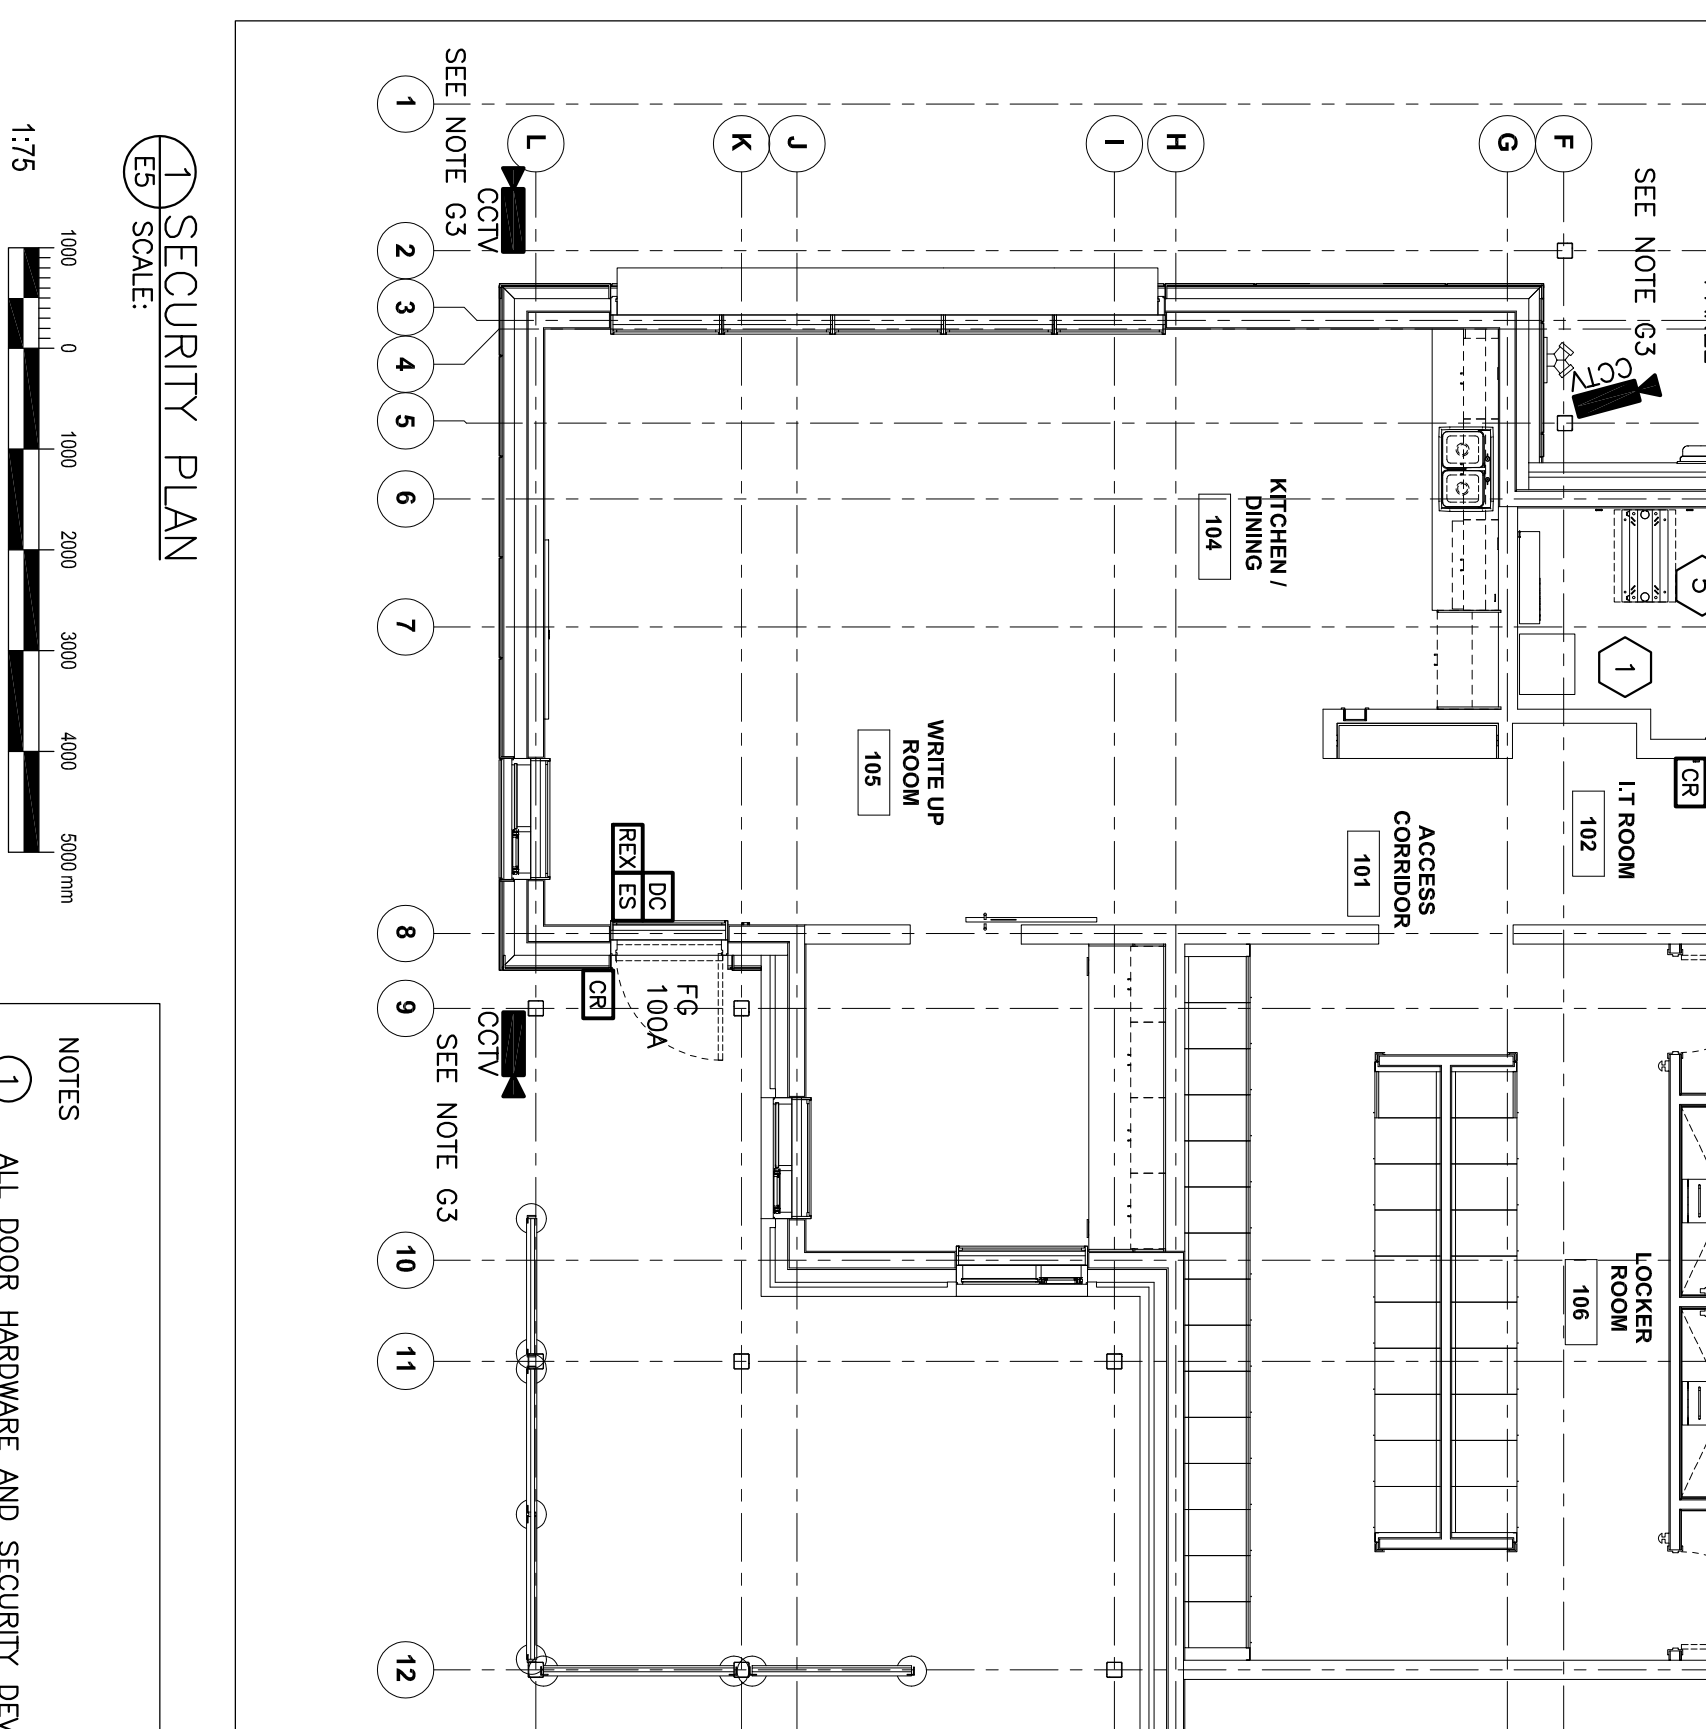 SEE NOTE G3
CCTV
SEE NOTE G3
CCTV
1
2
3
4
5
6
7
8
9
10
11
12
L
K
J
I
H
G
F
KITCHEN /
DINING
104
5
1
CR
I.T ROOM
102
ACCESS
CORRIDOR
101
WRITE UP
ROOM
105
REX
ES
DC
CR
FG
100A
CCTV
SEE NOTE G3
LOCKER
ROOM
106
1
E5
SECURITY PLAN
SCALE:
1:75
1000
0
1000
2000
3000
4000
5000 mm
NOTES
1
ALL DOOR HARDWARE AND SECURITY DEV